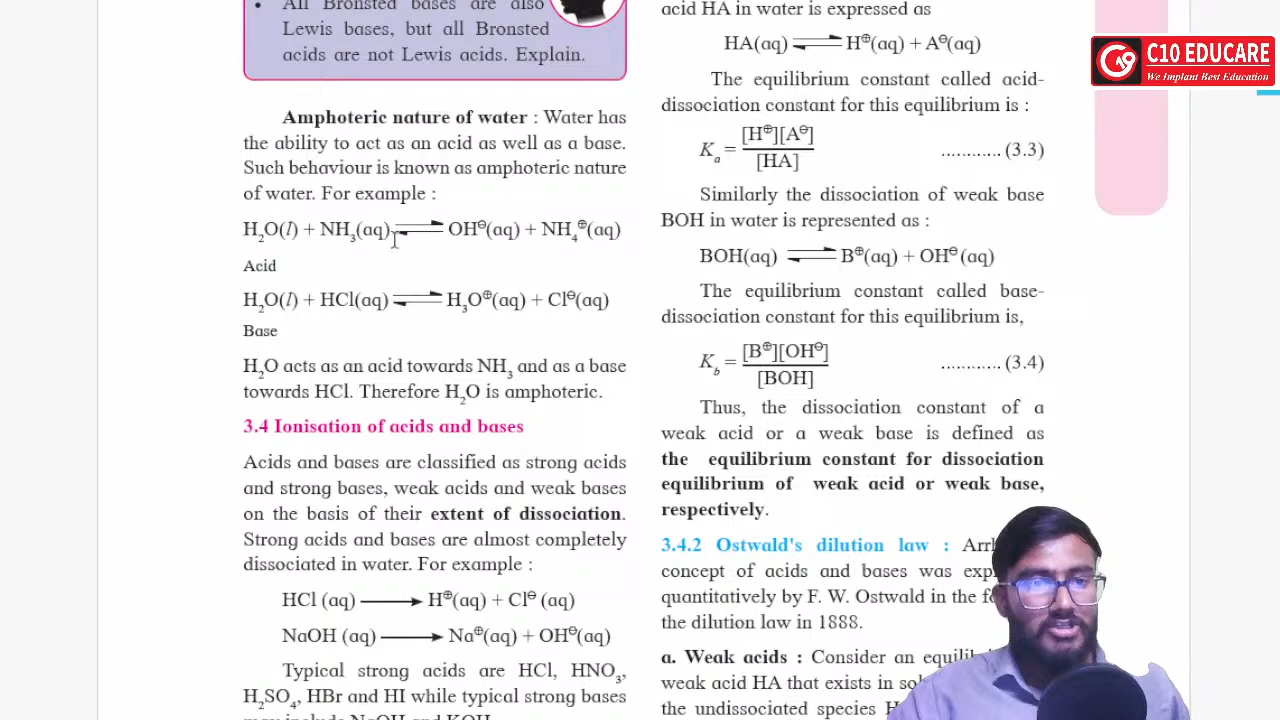 • All Bronsted bases are also
Lewis bases, but all Bronsted
acids are not Lewis acids. Explain.
Amphoteric nature of water : Water has
the ability to act as an acid as well as a base.
Such behaviour is known as amphoteric nature
of water. For example :
H₂O(l) + NH₃(aq) ⇌ OH⊖(aq) + NH₄⊕(aq)
Acid
H₂O(l) + HCl(aq) ⇌ H₃O⊕(aq) + Cl⊖(aq)
Base
H₂O acts as an acid towards NH₃ and as a base
towards HCl. Therefore H₂O is amphoteric.
3.4 Ionisation of acids and bases
Acids and bases are classified as strong acids
and strong bases, weak acids and weak bases
on the basis of their extent of dissociation.
Strong acids and bases are almost completely
dissociated in water. For example :
HCl (aq) ⟶ H⊕(aq) + Cl⊖ (aq)
NaOH (aq) ⟶ Na⊕(aq) + OH⊖(aq)
Typical strong acids are HCl, HNO₃,
H₂SO₄, HBr and HI while typical strong bases
may include NaOH and KOH.
acid HA in water is expressed as
HA(aq) ⇌ H⊕(aq) + A⊖(aq)
The equilibrium constant called acid-
dissociation constant for this equilibrium is :
Kₐ = [H⊕][A⊖] / [HA] ............ (3.3)
Similarly the dissociation of weak base
BOH in water is represented as :
BOH(aq) ⇌ B⊕(aq) + OH⊖ (aq)
The equilibrium constant called base-
dissociation constant for this equilibrium is,
K_b = [B⊕][OH⊖] / [BOH] ............ (3.4)
Thus, the dissociation constant of a
weak acid or a weak base is defined as
the equilibrium constant for dissociation
equilibrium of weak acid or weak base,
respectively.
3.4.2 Ostwald's dilution law :
concept of acids and bases was
quantitatively by F. W. Ostwald in the
the dilution law in 1888.
a. Weak acids : Consider an
weak acid HA that exists in
the undissociated species
C10 EDUCARE
We Implant Best Education